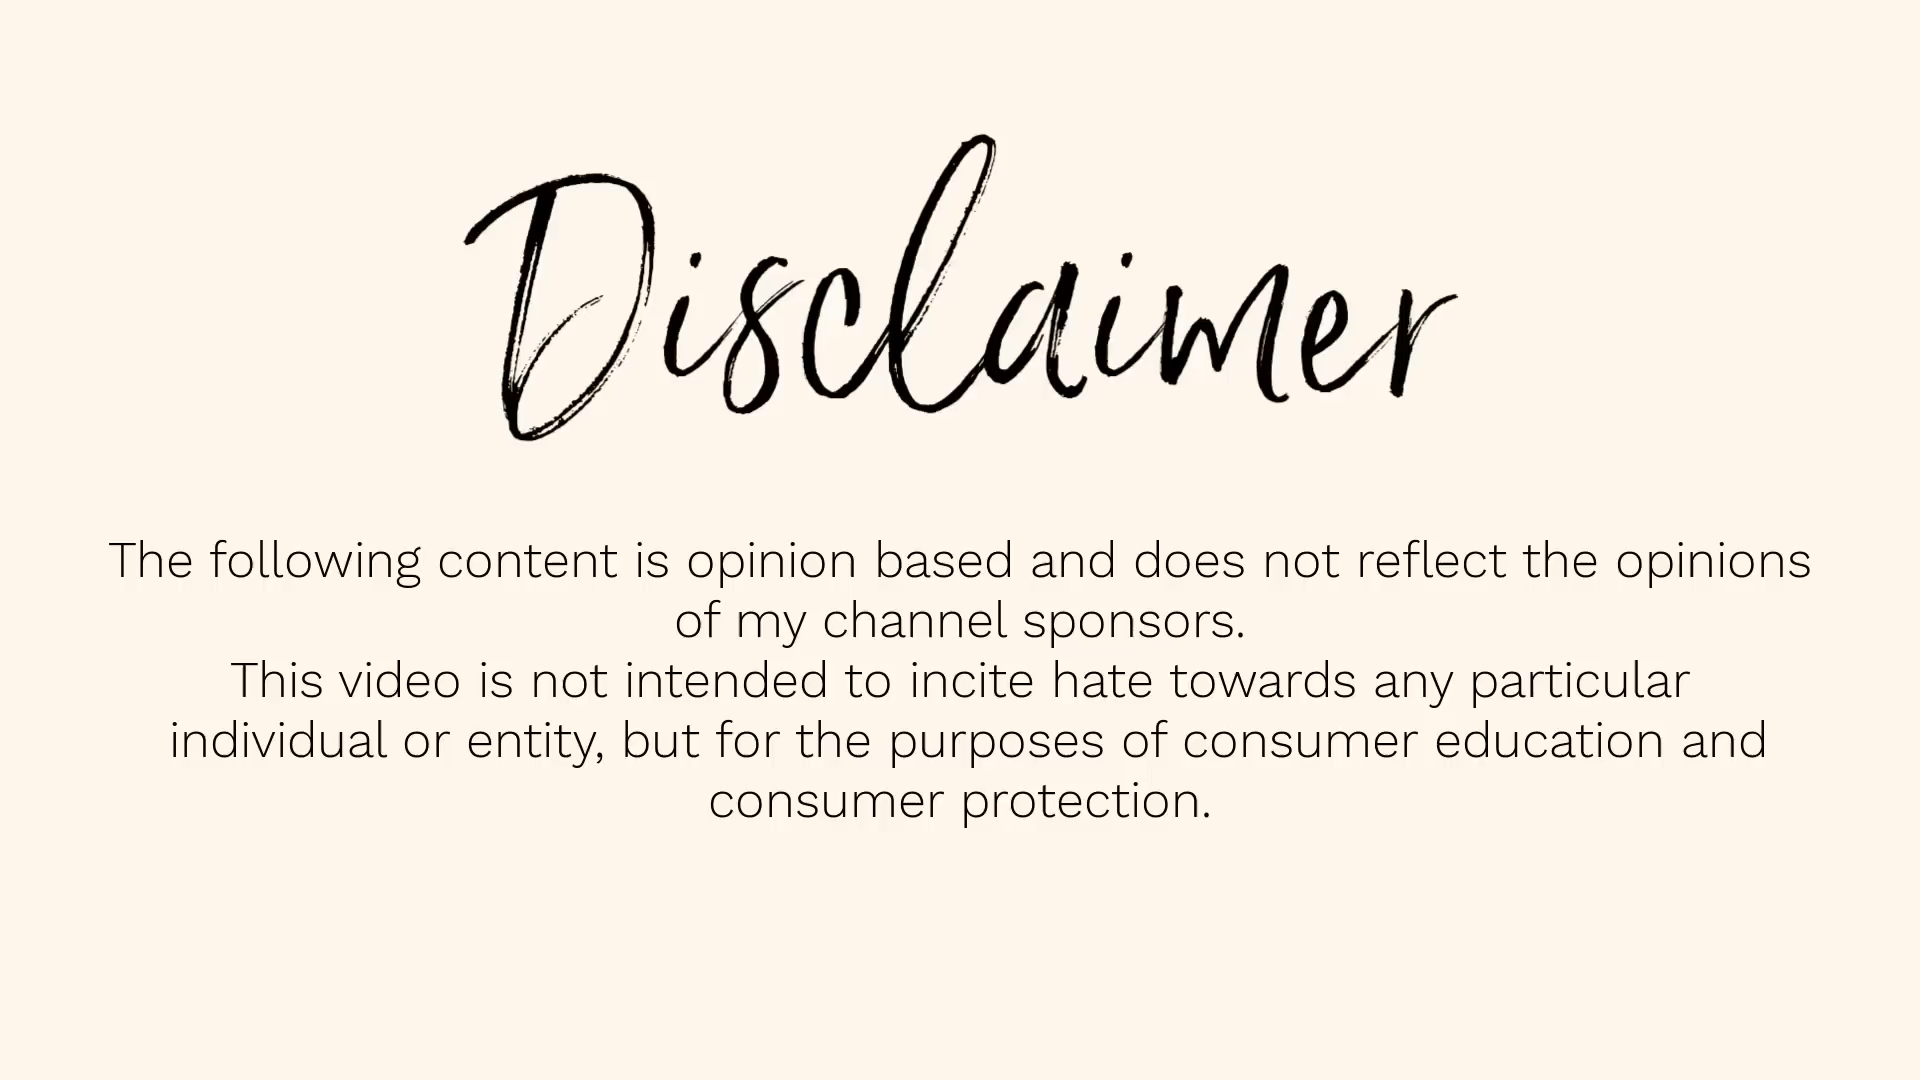 Disclaimer
The following content is opinion based and does not reflect the opinions
of my channel sponsors.
This video is not intended to incite hate towards any particular
individual or entity, but for the purposes of consumer education and
consumer protection.